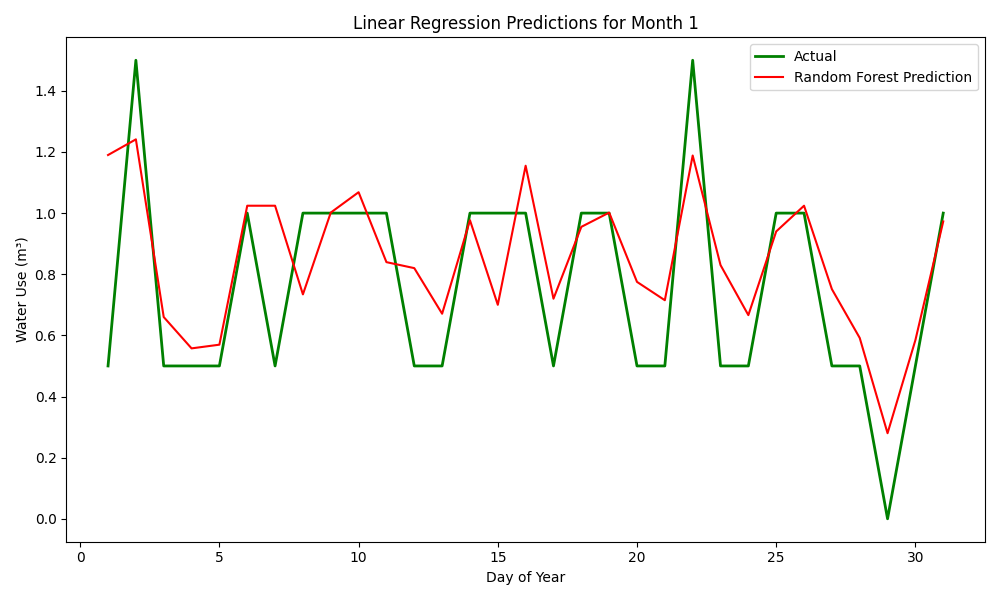 Linear Regression Predictions for Month 1
Actual
Random Forest Prediction
Water Use (m³)
1.4
1.2
1.0
0.8
0.6
0.4
0.2
0.0
0 5 10 15 20 25 30
Day of Year